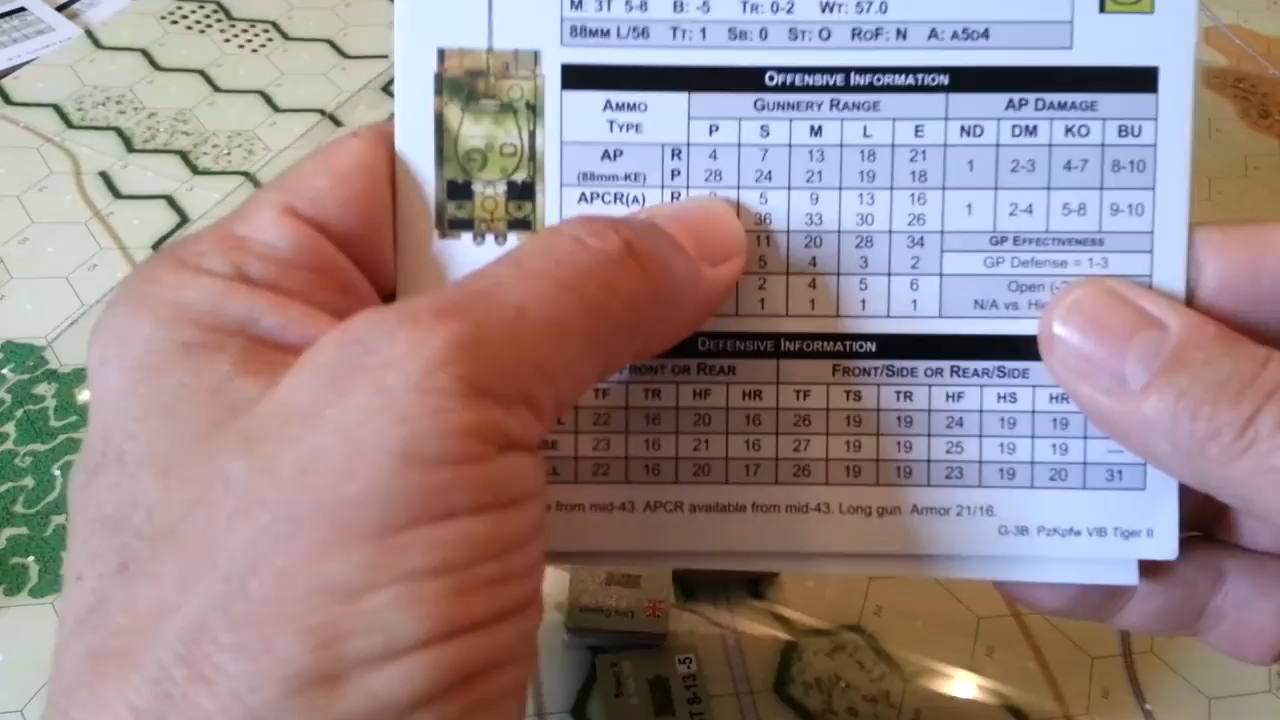 M 3T 5-8 B: -5 TR: 0-2 WT: 57.0
88MM L/56 TT: 1 SB: 0 ST: O ROF: N A: A5D4
OFFENSIVE INFORMATION
AMMO TYPE GUNNERY RANGE AP DAMAGE
P S M L E ND DM KO BU
AP R 4 7 13 18 21 1 2-3 4-7 8-10
(88mm-KE) P 28 24 21 19 18
APCR(A) R 5 9 13 16 1 2-4 5-8 9-10
36 33 30 26
11 20 28 34 GP EFFECTIVENESS
5 4 3 2 GP Defense = 1-3
2 4 5 6 Open
1 1 1 1 N/A vs.
DEFENSIVE INFORMATION
FRONT OR REAR FRONT/SIDE OR REAR/SIDE
TF TR HF HR TF TS TR HF HS HR
22 16 20 16 26 19 19 24 19 19
23 16 21 16 27 19 19 25 19 19 —
22 16 20 17 26 19 19 23 19 20 31
from mid-43. APCR available from mid-43. Long gun. Armor 21/16.
G-3B PzKpfw VIB Tiger II
T 8-13 -5